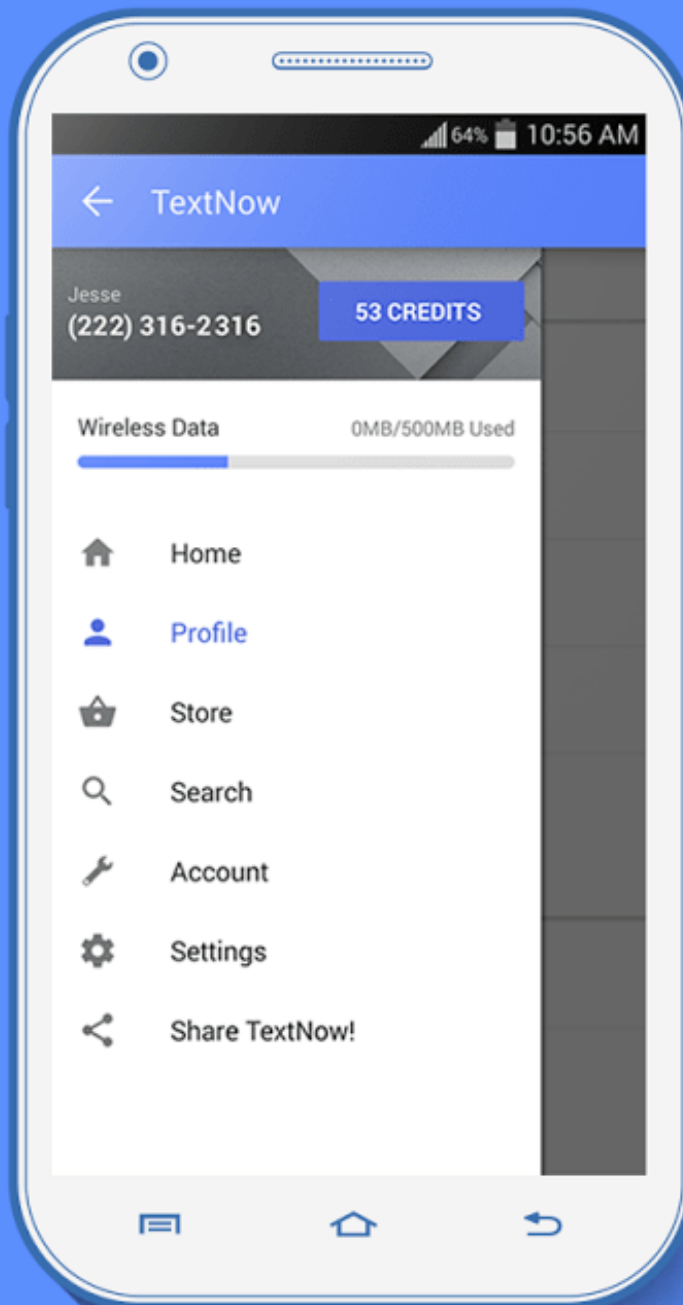 64% 10:56 AM
TextNow
Jesse
(222) 316-2316
53 CREDITS
Wireless Data 0MB/500MB Used
Home
Profile
Store
Search
Account
Settings
Share TextNow!